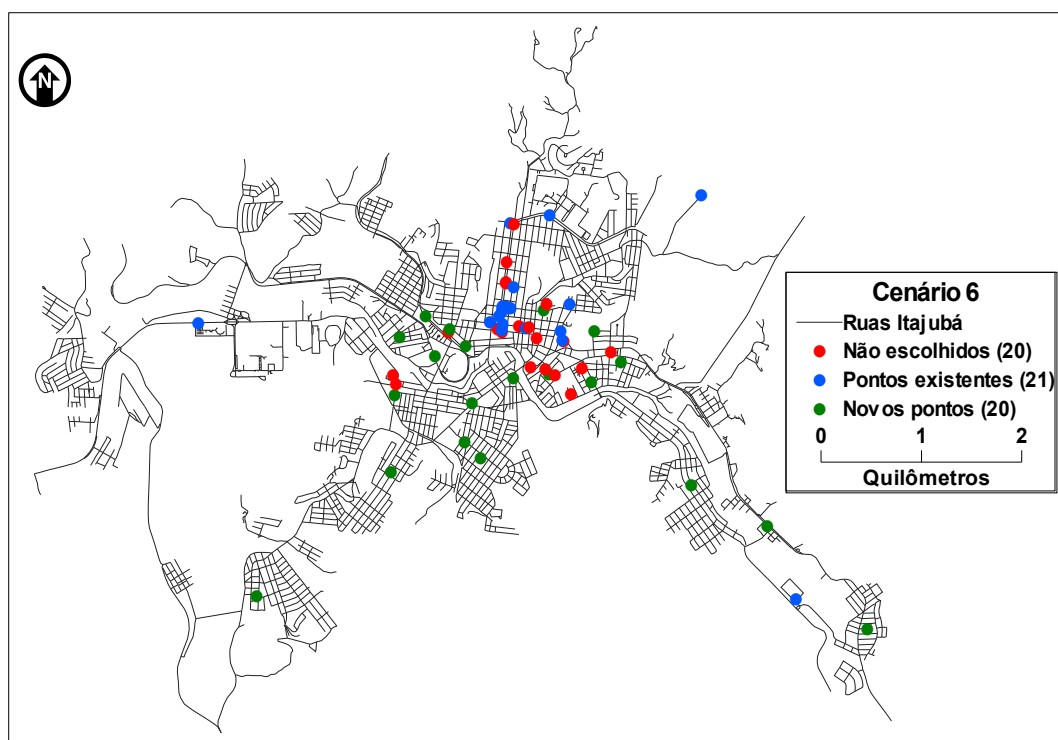 N
Cenário 6
Ruas Itajubá
Não escolhidos (20)
Pontos existentes (21)
Novos pontos (20)
0 1 2
Quilômetros